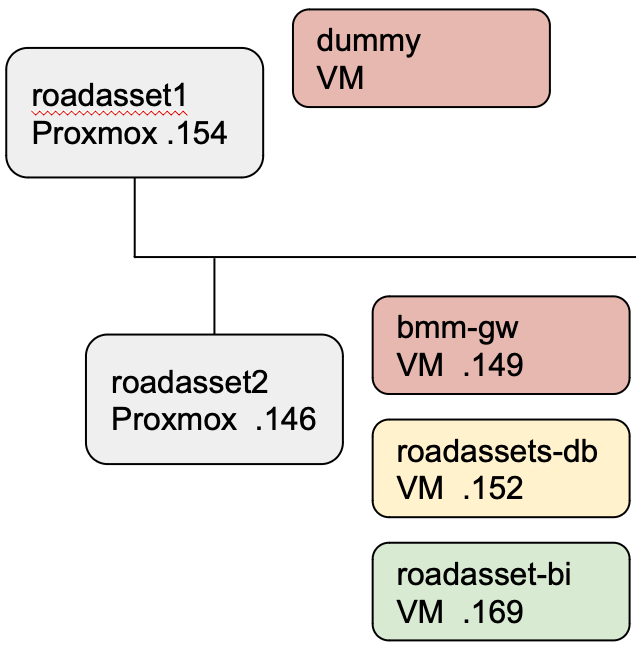 dummy
VM
roadasset1
Proxmox .154
bmm-gw
VM .149
roadasset2
Proxmox .146
roadassets-db
VM .152
roadasset-bi
VM .169